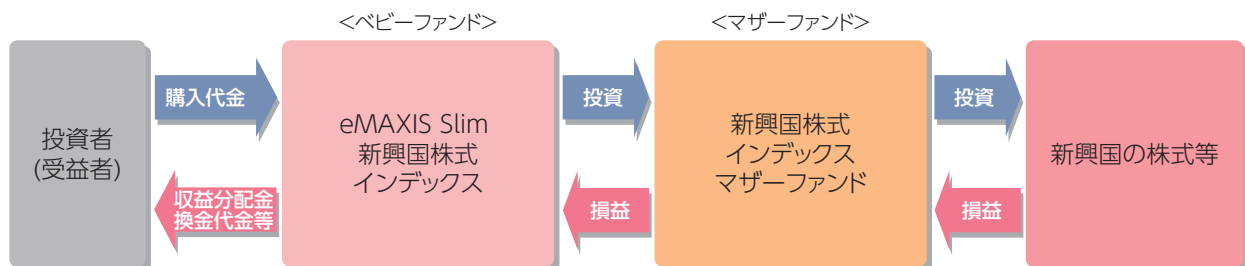 <ベビーファンド>
<マザーファンド>
投資者
(受益者)
購入代金
収益分配金
換金代金等
eMAXIS Slim
新興国株式
インデックス
投資
損益
新興国株式
インデックス
マザーファンド
投資
損益
新興国の株式等